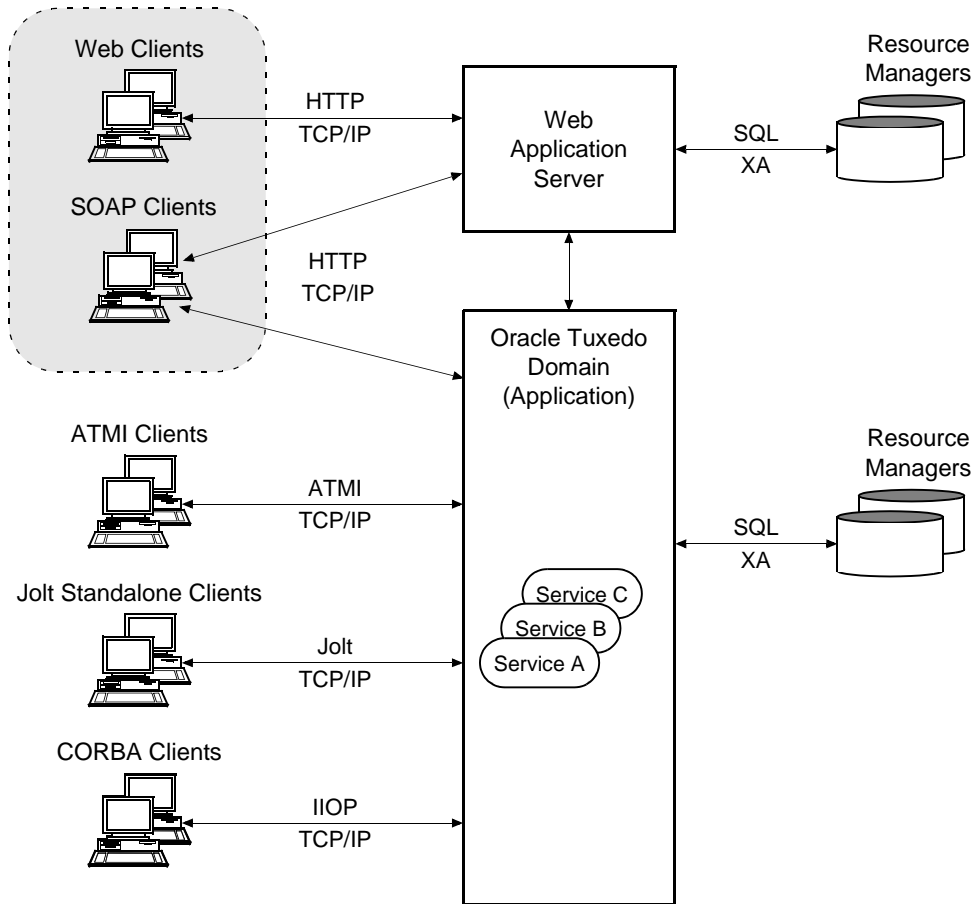 Web Clients
HTTP
TCP/IP
Web
Application
Server
SQL
XA
Resource
Managers
SOAP Clients
HTTP
TCP/IP
Oracle Tuxedo
Domain
(Application)
ATMI Clients
ATMI
TCP/IP
Resource
Managers
SQL
XA
Jolt Standalone Clients
Jolt
TCP/IP
Service C
Service B
Service A
CORBA Clients
IIOP
TCP/IP